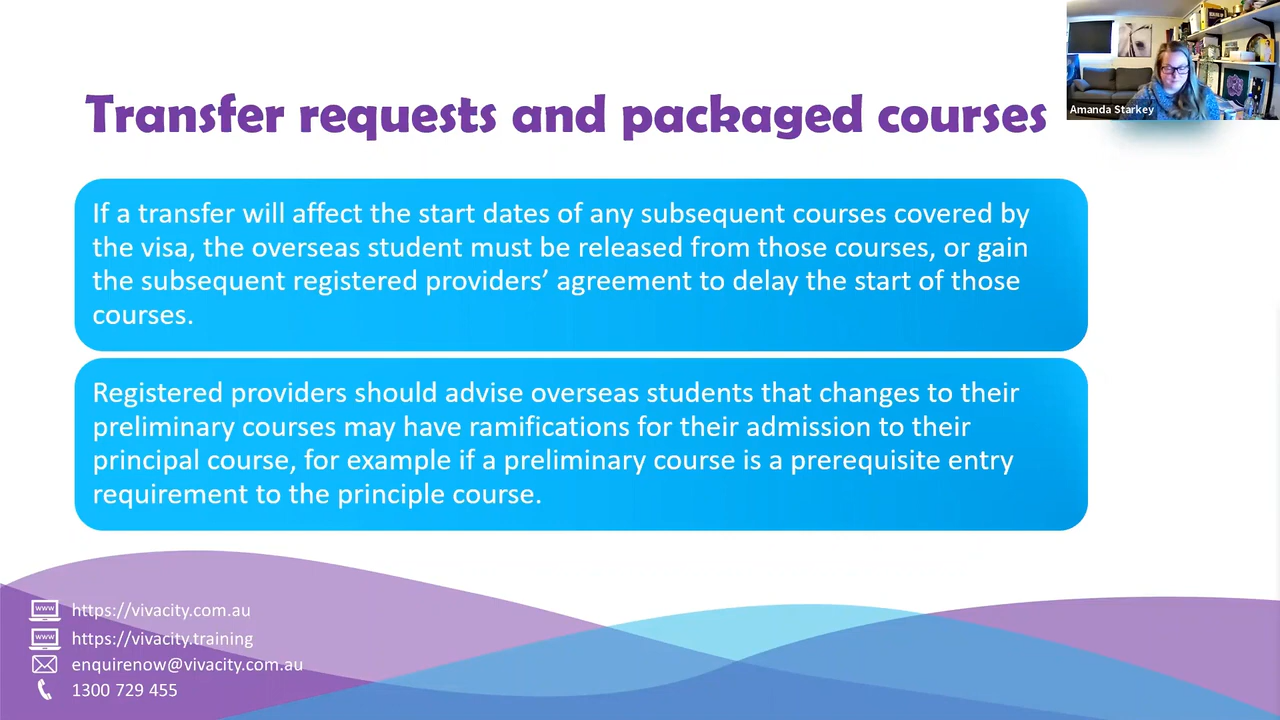 Transfer requests and packaged courses
Amanda Starkey
If a transfer will affect the start dates of any subsequent courses covered by
the visa, the overseas student must be released from those courses, or gain
the subsequent registered providers’ agreement to delay the start of those
courses.
Registered providers should advise overseas students that changes to their
preliminary courses may have ramifications for their admission to their
principal course, for example if a preliminary course is a prerequisite entry
requirement to the principle course.
www https://vivacity.com.au
www https://vivacity.training
enquirenow@vivacity.com.au
1300 729 455